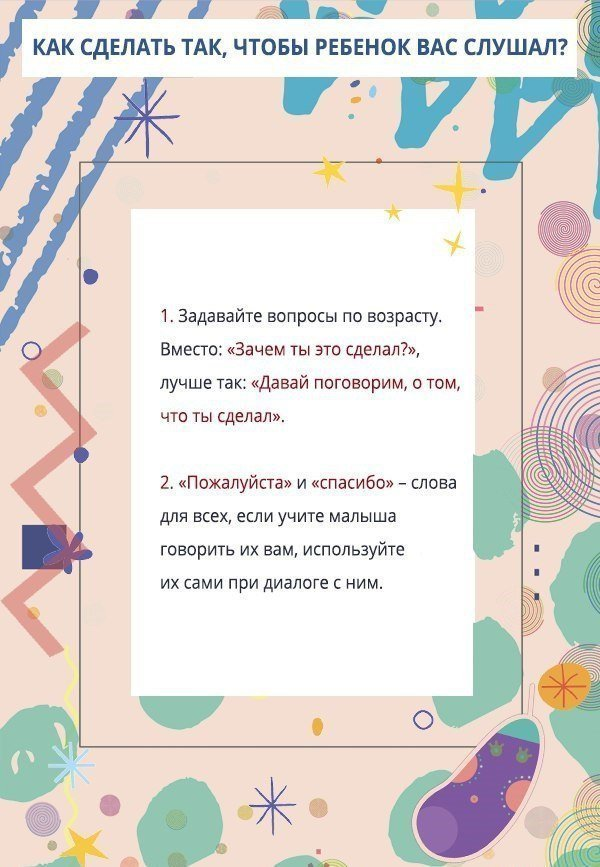 КАК СДЕЛАТЬ ТАК, ЧТОБЫ РЕБЕНОК ВАС СЛУШАЛ?
1. Задавайте вопросы по возрасту.
Вместо: «Зачем ты это сделал?»,
лучше так: «Давай поговорим, о том,
что ты сделал».
2. «Пожалуйста» и «спасибо» – слова
для всех, если учите малыша
говорить их вам, используйте
их сами при диалоге с ним.